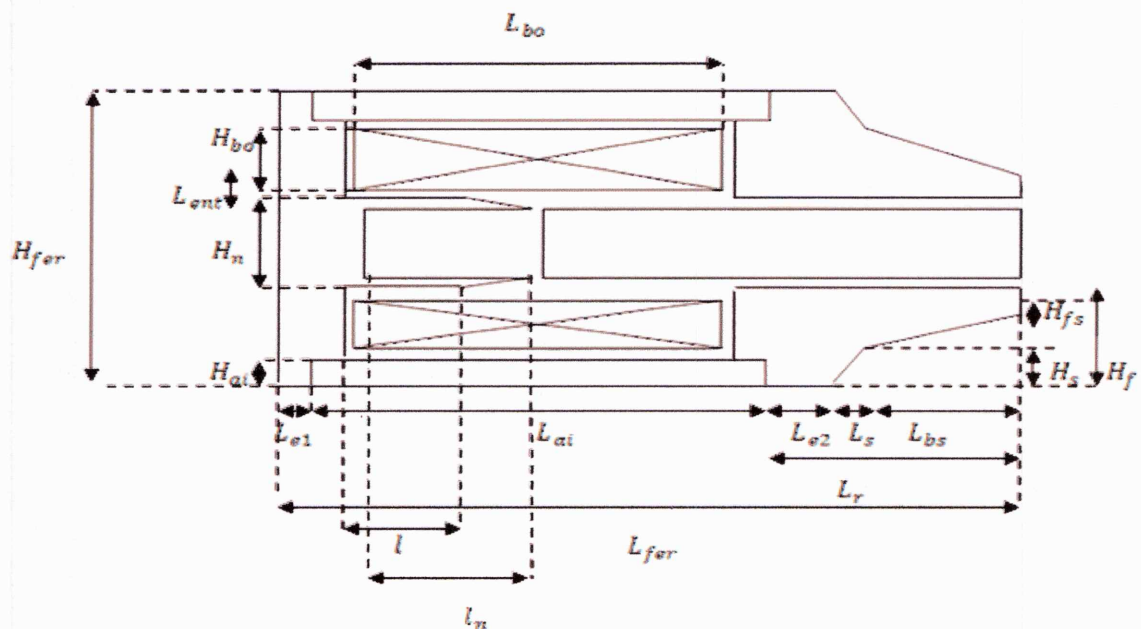 L_bo
H_bo
L_ent
H_n
H_fer
H_fs
H_ai
H_s H_f
L_e1 L_ai L_e2 L_s L_bs
L_r
l L_fer
l_n